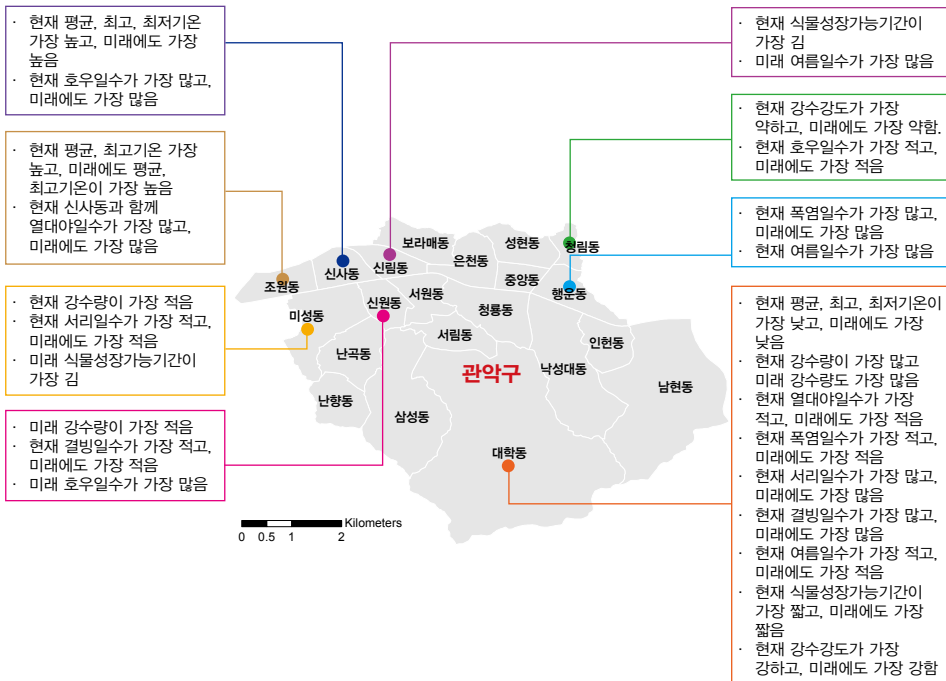 · 현재 평균, 최고, 최저기온
가장 높고, 미래에도 가장
높음
· 현재 호우일수가 가장 많고,
미래에도 가장 많음
· 현재 평균, 최고기온 가장
높고, 미래에도 평균,
최고기온이 가장 높음
· 현재 신사동과 함께
열대야일수가 가장 많고,
미래에도 가장 많음
· 현재 강수량이 가장 적음
· 현재 서리일수가 가장 적고,
미래에도 가장 적음
· 미래 식물성장가능기간이
가장 김
· 미래 강수량이 가장 적음
· 현재 결빙일수가 가장 적고,
미래에도 가장 적음
· 미래 호우일수가 가장 많음
보라매동
성현동
청림동
은천동
신사동
신림동
중앙동
조원동
서원동
행운동
신원동
미성동
청룡동
서림동
인헌동
난곡동
관악구
낙성대동
남현동
난향동
삼성동
대학동
Kilometers
0 0.5 1 2
· 현재 식물성장가능기간이
가장 김
· 미래 여름일수가 가장 많음
· 현재 강수강도가 가장
약하고, 미래에도 가장 약함.
· 현재 호우일수가 가장 적고,
미래에도 가장 적음
· 현재 폭염일수가 가장 많고,
미래에도 가장 많음
· 현재 여름일수가 가장 많음
· 현재 평균, 최고, 최저기온이
가장 낮고, 미래에도 가장
낮음
· 현재 강수량이 가장 많고
미래 강수량도 가장 많음
· 현재 열대야일수가 가장
적고, 미래에도 가장 적음
· 현재 폭염일수가 가장 적고,
미래에도 가장 적음
· 현재 서리일수가 가장 많고,
미래에도 가장 많음
· 현재 결빙일수가 가장 많고,
미래에도 가장 많음
· 현재 여름일수가 가장 적고,
미래에도 가장 적음
· 현재 식물성장가능기간이
가장 짧고, 미래에도 가장
짧음
· 현재 강수강도가 가장
강하고, 미래에도 가장 강함